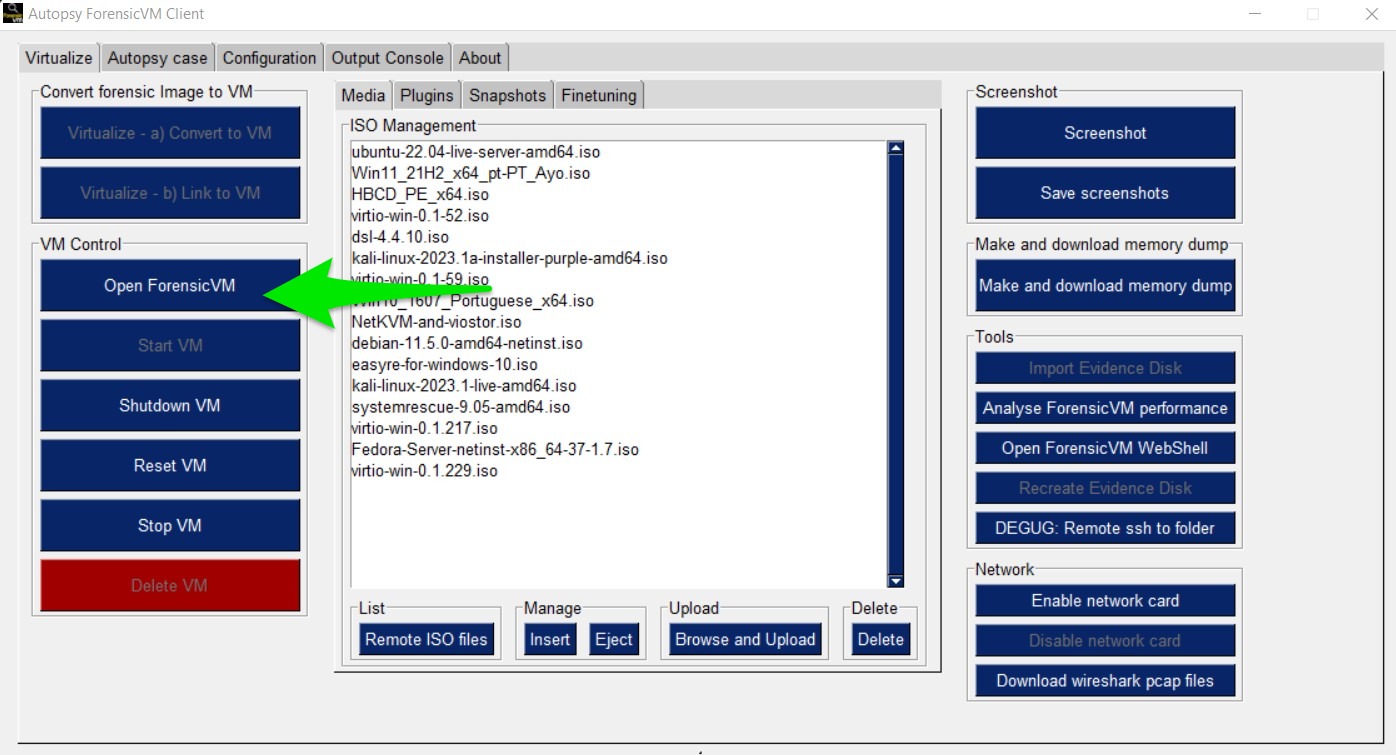 Autopsy ForensicVM Client
Virtualize
Autopsy case
Configuration
Output Console
About
Convert forensic Image to VM
Virtualize - a) Convert to VM
Virtualize - b) Link to VM
VM Control
Open ForensicVM
Start VM
Shutdown VM
Reset VM
Stop VM
Delete VM
Media
Plugins
Snapshots
Finetuning
ISO Management
ubuntu-22.04-live-server-amd64.iso
Win11_21H2_x64_pt-PT_Ayo.iso
HBCD_PE_x64.iso
virtio-win-0.1-52.iso
dsl-4.4.10.iso
kali-linux-2023.1a-installer-purple-amd64.iso
virtio-win-0.1-59.iso
Win10_1607_Portuguese_x64.iso
NetKVM-and-viostor.iso
debian-11.5.0-amd64-netinst.iso
easyre-for-windows-10.iso
kali-linux-2023.1-live-amd64.iso
systemrescue-9.05-amd64.iso
virtio-win-0.1.217.iso
Fedora-Server-netinst-x86_64-37-1.7.iso
virtio-win-0.1.229.iso
List
Remote ISO files
Manage
Insert
Eject
Upload
Browse and Upload
Delete
Delete
Screenshot
Screenshot
Save screenshots
Make and download memory dump
Make and download memory dump
Tools
Import Evidence Disk
Analyse ForensicVM performance
Open ForensicVM WebShell
Recreate Evidence Disk
DEGUG: Remote ssh to folder
Network
Enable network card
Disable network card
Download wireshark pcap files